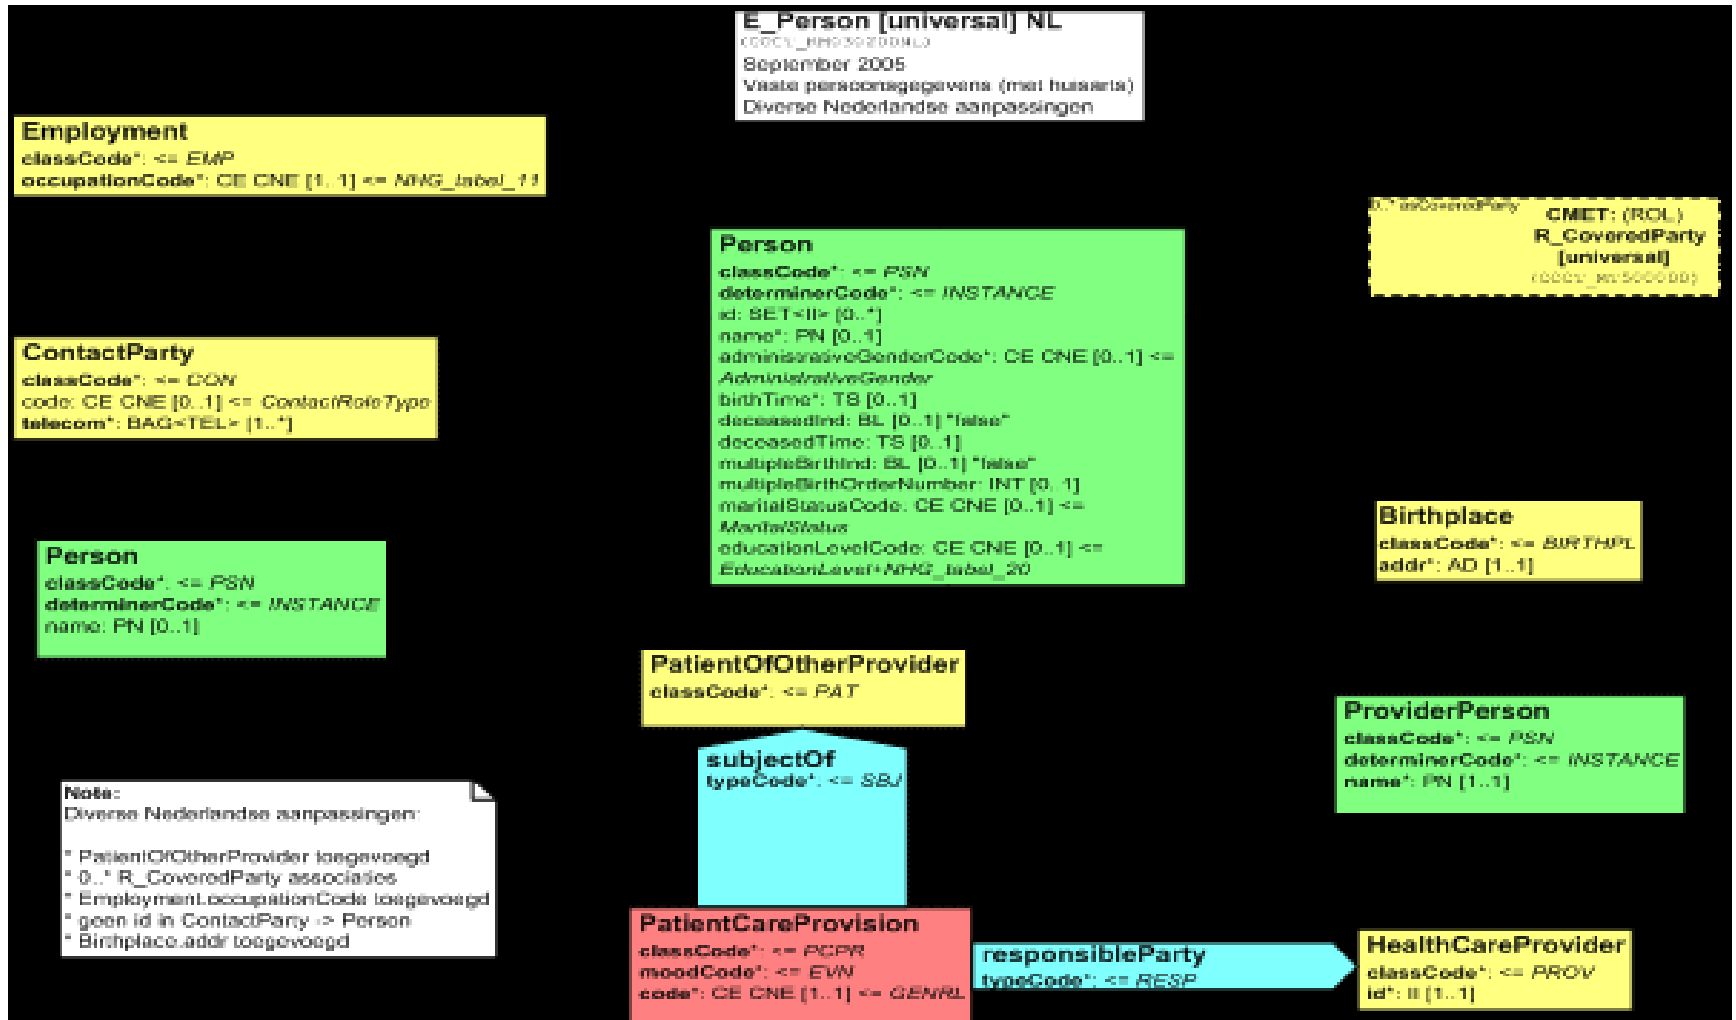 E_Person [universal] NL
(COCT_RM030200NL)
September 2005
Vaste persoonsgegevens (met huisarts)
Diverse Nederlandse aanpassingen
Employment
classCode*: <= EMP
occupationCode*: CE CNE [1..1] <= NHG_tabel_11
0..* asCoveredParty
CMET: (ROL)
R_CoveredParty
[universal]
Person
classCode*: <= PSN
determinerCode*: <= INSTANCE
id: SET<II> [0..*]
name*: PN [0..1]
administrativeGenderCode*: CE CNE [0..1] <=
AdministrativeGender
birthTime*: TS [0..1]
deceasedInd: BL [0..1] "false"
deceasedTime: TS [0..1]
multipleBirthInd: BL [0..1] "false"
multipleBirthOrderNumber: INT [0..1]
maritalStatusCode: CE CNE [0..1] <=
MaritalStatus
educationLevelCode: CE CNE [0..1] <=
EducationLevel+NHG_tabel_20
ContactParty
classCode*: <= CON
code: CE CNE [0..1] <= ContactRoleType
telecom*: BAG<TEL> [1..*]
Birthplace
classCode*: <= BIRTHPL
addr*: AD [1..1]
Person
classCode*: <= PSN
determinerCode*: <= INSTANCE
name: PN [0..1]
PatientOfOtherProvider
classCode*: <= PAT
ProviderPerson
classCode*: <= PSN
determinerCode*: <= INSTANCE
name*: PN [1..1]
subjectOf
typeCode*: <= SBJ
Note:
Diverse Nederlandse aanpassingen:
* PatientOfOtherProvider toegevoegd
* 0..* R_CoveredParty associaties
* Employment.occupationCode toegevoegd
* geen id in ContactParty -> Person
* Birthplace.addr toegevoegd
PatientCareProvision
classCode*: <= PCPR
moodCode*: <= EVN
code*: CE CNE [1..1] <= GENRL
responsibleParty
typeCode*: <= RESP
HealthCareProvider
classCode*: <= PROV
id*: II [1..1]